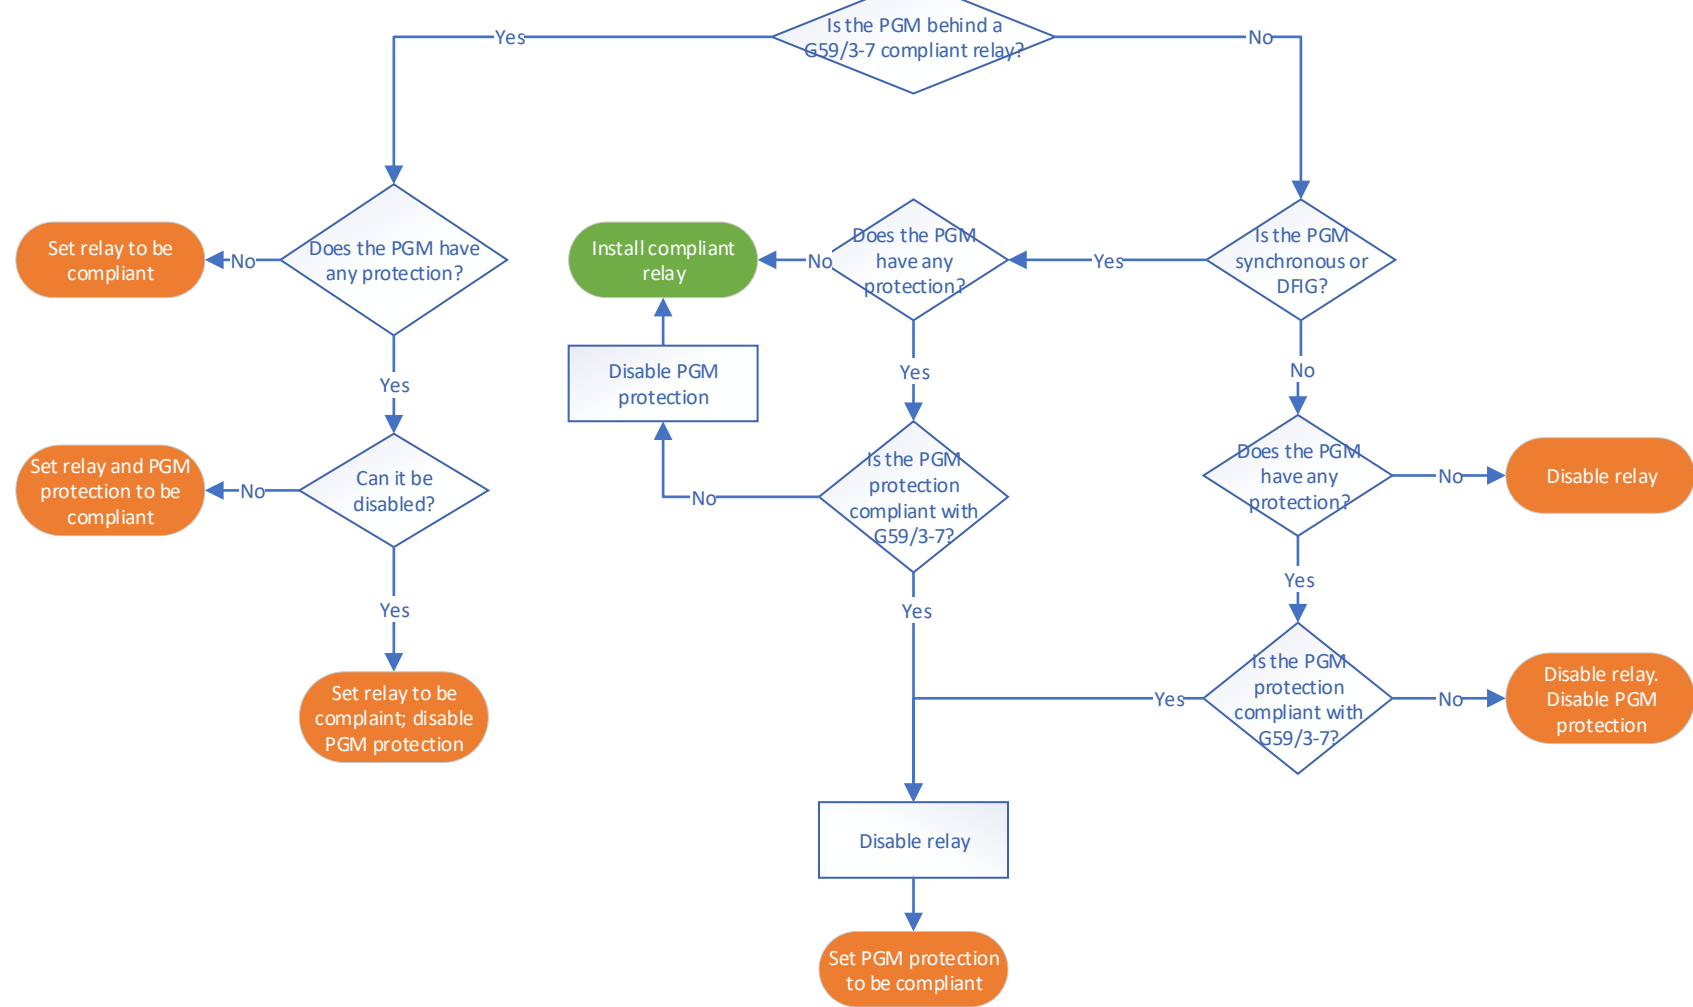 Is the PGM behind a
G59/3-7 compliant relay?
Yes
No
Set relay to be
compliant
No
Does the PGM have
any protection?
Install compliant
relay
No
Does the PGM
have any
protection?
Yes
Is the PGM
synchronous or
DFIG?
Disable PGM
protection
Yes
Yes
No
Set relay and PGM
protection to be
compliant
No
Can it be
disabled?
No
Is the PGM
protection
compliant with
G59/3-7?
Does the PGM
have any
protection?
No
Disable relay
Yes
Yes
Yes
Set relay to be
complaint; disable
PGM protection
Yes
Is the PGM
protection
compliant with
G59/3-7?
No
Disable relay.
Disable PGM
protection
Disable relay
Set PGM protection
to be compliant